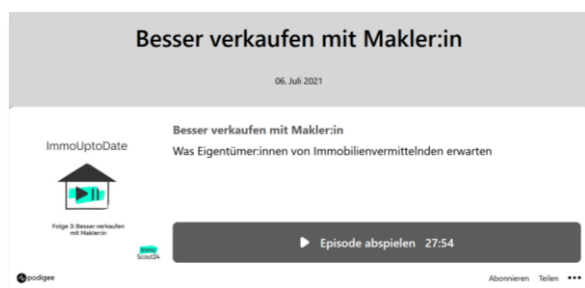 Besser verkaufen mit Makler:in
06. Juli 2021
Besser verkaufen mit Makler:in
Was Eigentümer:innen von Immobilienvermittelnden erwarten
ImmoUptoDate
Folge 3: Besser verkaufen
mit Makler:in
Immo
Scout24
Episode abspielen 27:54
podigee
Abonnieren Teilen